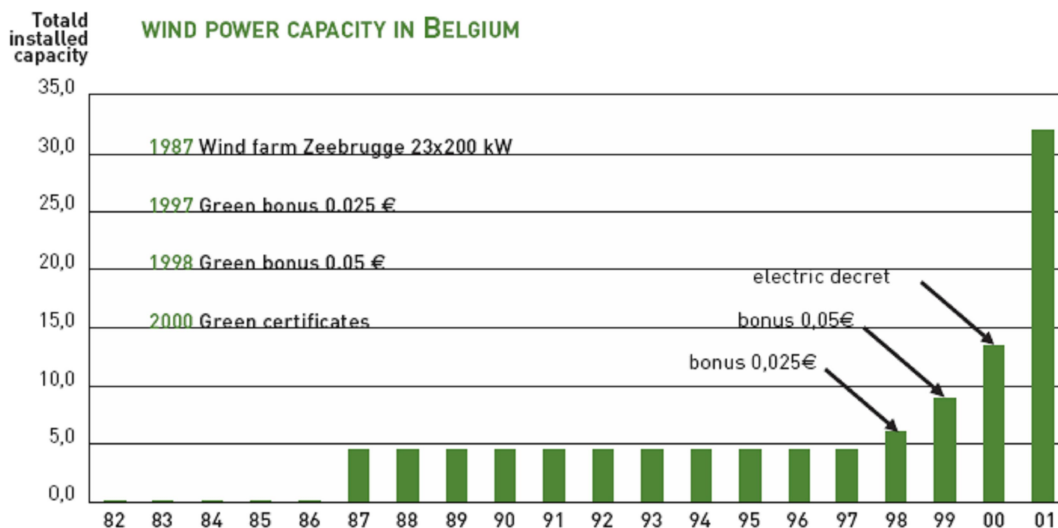 Totald
installed
capacity
WIND POWER CAPACITY IN BELGIUM
35,0
30,0
25,0
20,0
15,0
10,0
5,0
0,0
1987 Wind farm Zeebrugge 23x200 kW
1997 Green bonus 0,025 €
1998 Green bonus 0,05 €
2000 Green certificates
electric decret
bonus 0,05€
bonus 0,025€
82 83 84 85 86 87 88 89 90 91 92 93 94 95 96 97 98 99 00 01